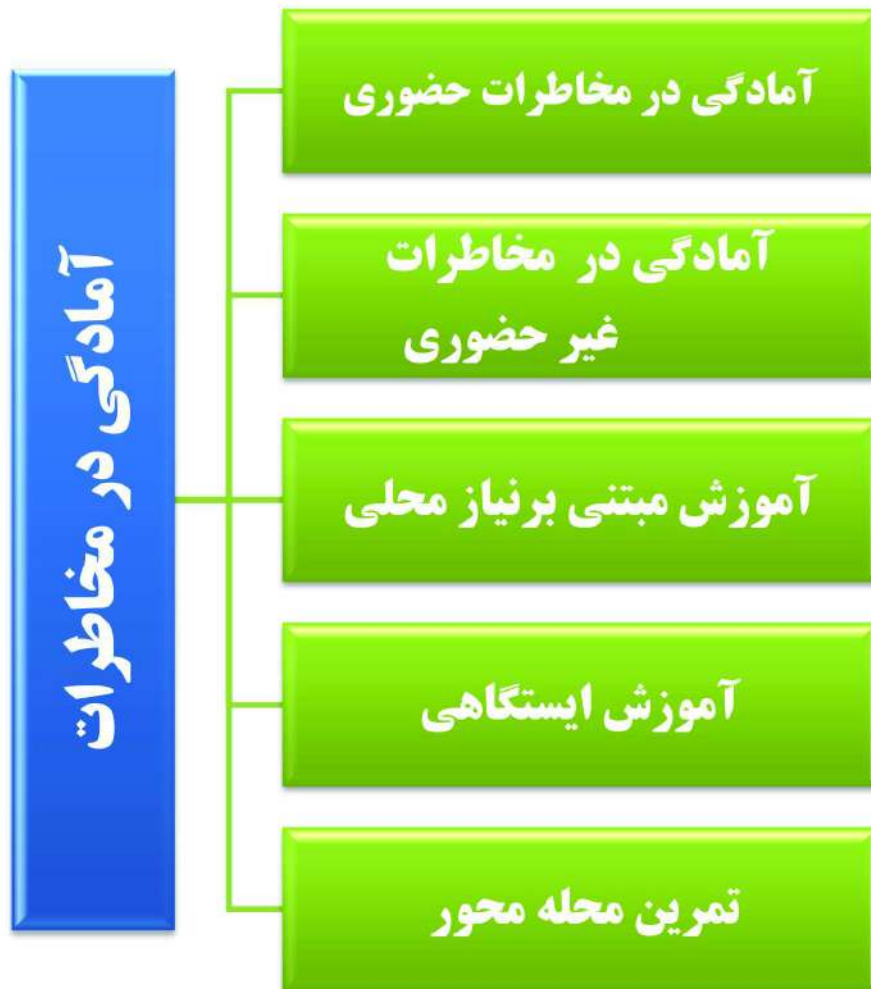 آمادگی در مخاطرات
آمادگی در مخاطرات حضوری
آمادگی در مخاطرات
غیر حضوری
آموزش مبتنی برنیاز محلی
آموزش ایستگاهی
تمرین محله محور